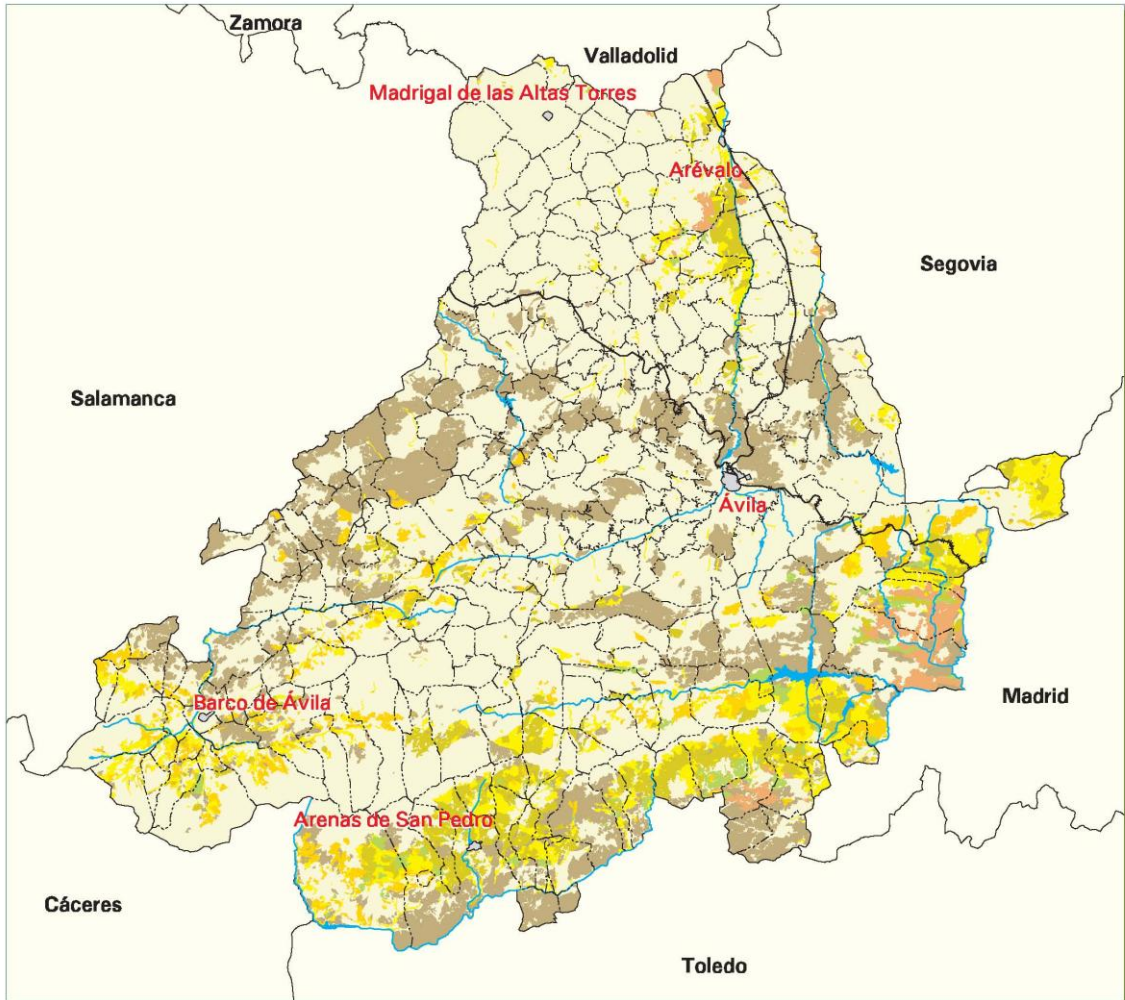 Zamora
Valladolid
Madrigal de las Altas Torres
Arévalo
Segovia
Salamanca
Ávila
Barco de Ávila
Madrid
Arenas de San Pedro
Cáceres
Toledo